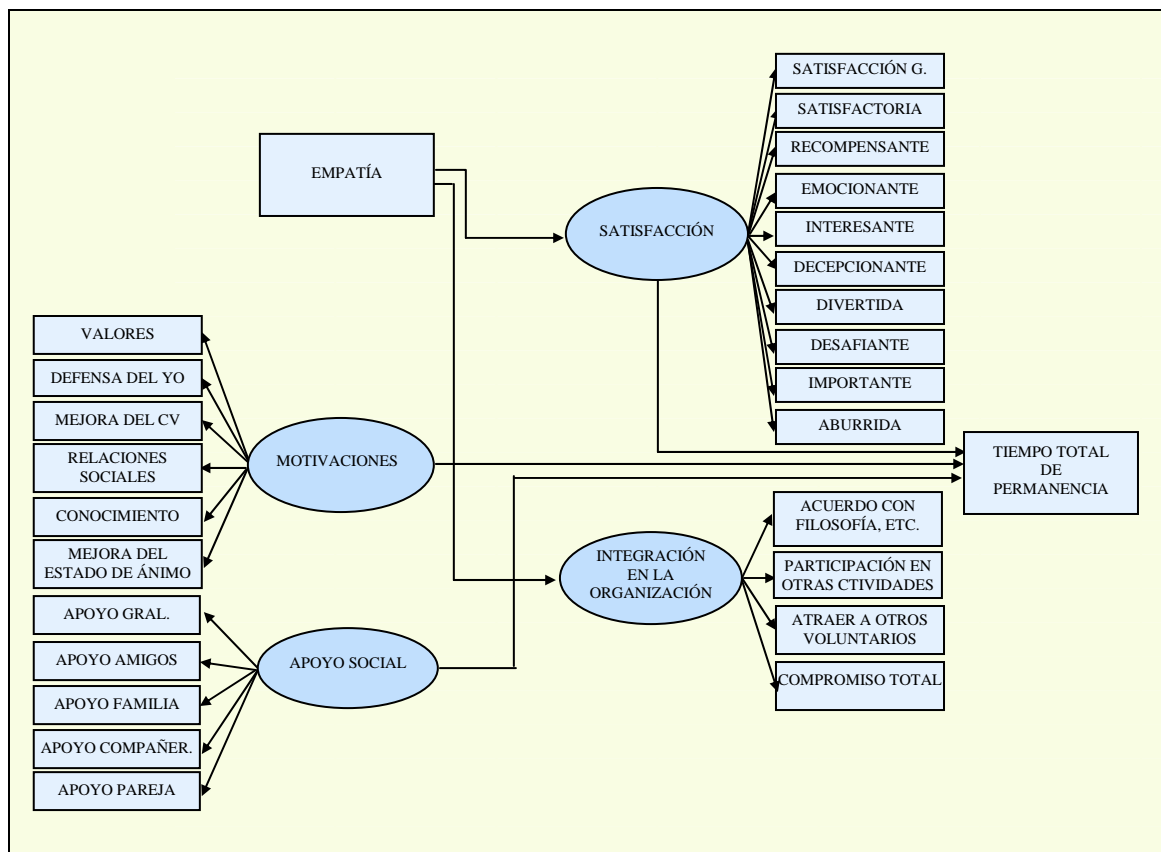 SATISFACCIÓN G.
SATISFACTORIA
RECOMPENSANTE
EMPATÍA
EMOCIONANTE
INTERESANTE
SATISFACCIÓN
DECEPCIONANTE
DIVERTIDA
DESAFIANTE
IMPORTANTE
ABURRIDA
VALORES
DEFENSA DEL YO
MEJORA DEL CV
RELACIONES
SOCIALES
CONOCIMIENTO
MEJORA DEL
ESTADO DE ÁNIMO
MOTIVACIONES
TIEMPO TOTAL
DE
PERMANENCIA
INTEGRACIÓN
EN LA
ORGANIZACIÓN
ACUERDO CON
FILOSOFÍA, ETC.
PARTICIPACIÓN EN
OTRAS CTIVIDADES
ATRAER A OTROS
VOLUNTARIOS
COMPROMISO TOTAL
APOYO GRAL.
APOYO AMIGOS
APOYO FAMILIA
APOYO COMPAÑER.
APOYO PAREJA
APOYO SOCIAL